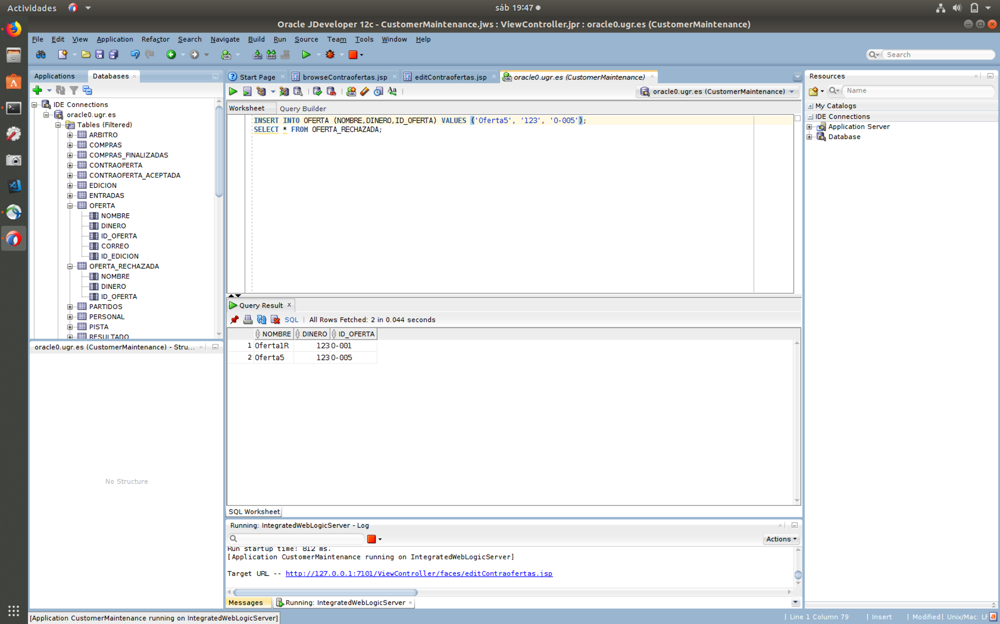 Actividades
sáb 19:47
Oracle JDeveloper 12c - CustomerMaintenance.jws : ViewController.jpr : oracle0.ugr.es (CustomerMaintenance)
File Edit View Application Refactor Search Navigate Build Run Source Team Tools Window Help
Search
Applications
Databases
IDE Connections
oracle0.ugr.es
Tables (Filtered)
ARBITRO
COMPRAS
COMPRAS_FINALIZADAS
CONTRAOFERTA
CONTRAOFERTA_ACEPTADA
EDICION
ENTRADAS
OFERTA
NOMBRE
DINERO
ID_OFERTA
CORREO
ID_EDICION
OFERTA_RECHAZADA
NOMBRE
DINERO
ID_OFERTA
PARTIDOS
PERSONAL
PISTA
RESULTADO
oracle0.ugr.es (CustomerMaintenance) - Stru...
No Structure
Start Page
browseContraofertas.jsp
editContraofertas.jsp
oracle0.ugr.es (CustomerMaintenance)
oracle0.ugr.es (CustomerMaintenance)
Worksheet
Query Builder
INSERT INTO OFERTA (NOMBRE,DINERO,ID_OFERTA) VALUES ('Oferta5', '123', 'O-005');
SELECT * FROM OFERTA_RECHAZADA;
Query Result
SQL | All Rows Fetched: 2 in 0.044 seconds
NOMBRE DINERO ID_OFERTA
1 Oferta1R 123 O-001
2 Oferta5 123 O-005
SQL Worksheet
Running: IntegratedWebLogicServer - Log
Actions
Run startup time: 812 ms.
[Application CustomerMaintenance running on IntegratedWebLogicServer]
Target URL -- http://127.0.0.1:7101/ViewController/faces/editContraofertas.jsp
Messages
Running: IntegratedWebLogicServer
Resources
Name
My Catalogs
IDE Connections
Application Server
Database
[Application CustomerMaintenance running on IntegratedWebLogicServer]
Line 1 Column 79 | Insert | Modified | Unix/Mac: LF